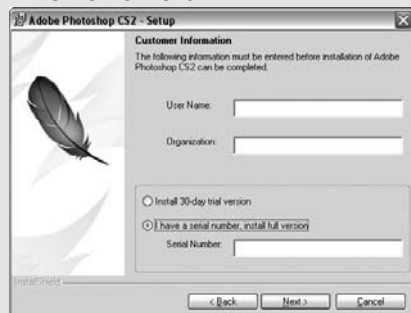 Adobe Photoshop CS2 - Setup
Customer Information
The following information must be entered before installation of Adobe
Photoshop CS2 can be completed.
User Name:
Organization:
Install 30-day trial version
I have a serial number, install full version
Serial Number:
InstallShield
< Back
Next >
Cancel